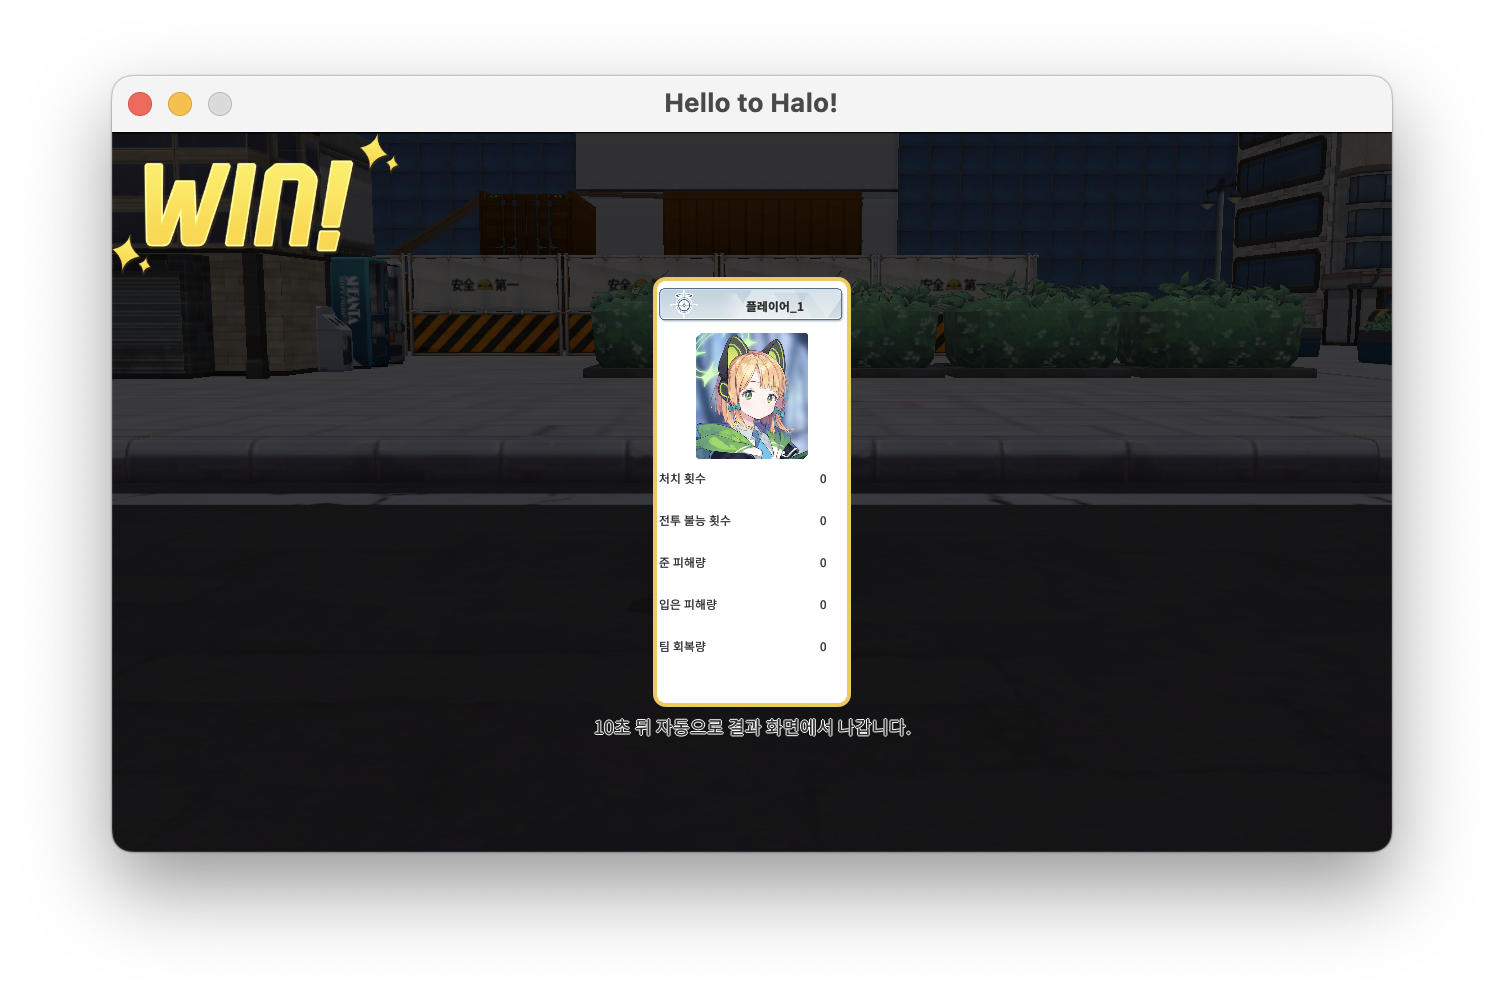 Hello to Halo!
WIN!
安全 第一
安全
安全 第一
플레이어_1
처치 횟수 0
전투 불능 횟수 0
준 피해량 0
입은 피해량 0
팀 회복량 0
10초 뒤 자동으로 결과 화면에서 나갑니다.